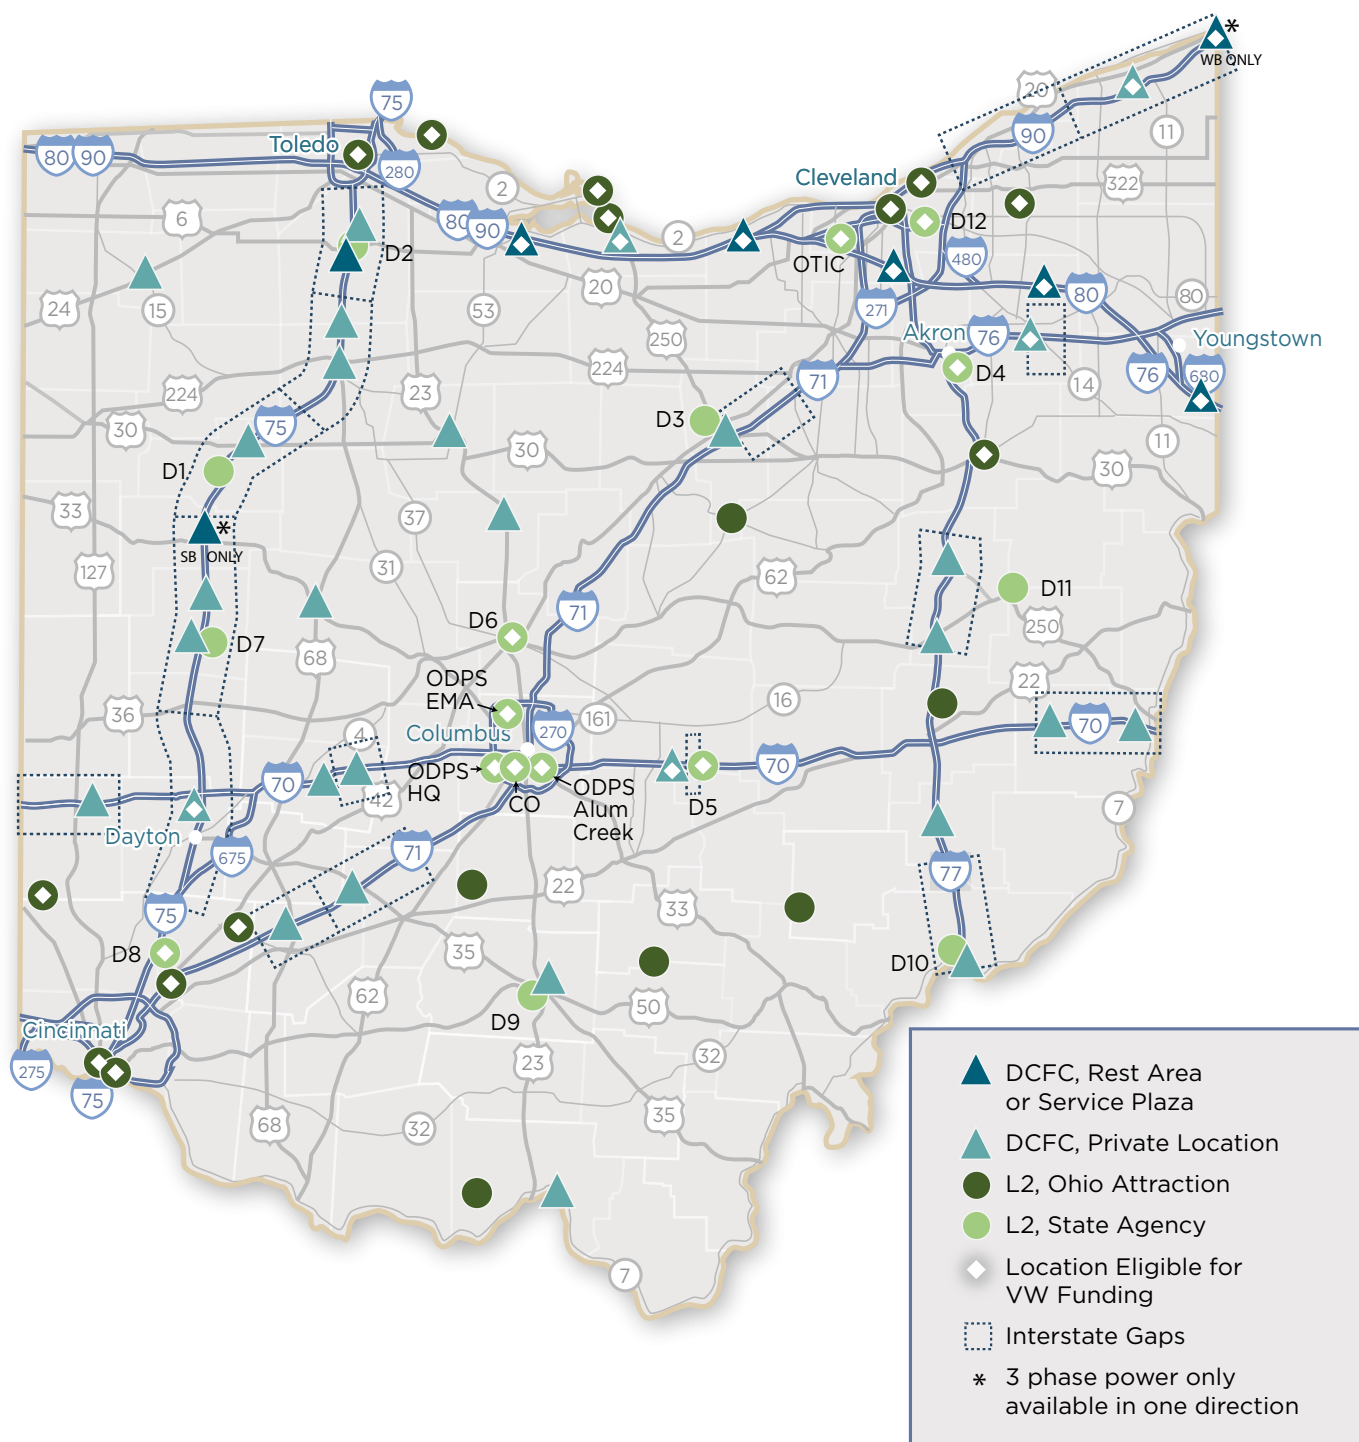 *
WB ONLY
20
75
90
11
Toledo
80
90
280
Cleveland
322
2
6
80
90
2
D12
D2
OTIC
480
20
80
80
24
15
53
271
Akron
76
Youngstown
250
224
71
D4
76
680
224
23
14
D3
30
75
30
11
30
D1
33
37
*
SB ONLY
127
31
62
D11
71
D6
250
D7
68
ODPS
EMA
22
36
16
161
4
Columbus
270
70
70
70
ODPS
HQ
42
CO
D5
ODPS
Alum
Creek
7
Dayton
675
71
77
22
33
75
D8
35
D10
62
50
D9
Cincinnati
275
75
23
32
35
68
32
7
DCFC, Rest Area
or Service Plaza
DCFC, Private Location
L2, Ohio Attraction
L2, State Agency
Location Eligible for
VW Funding
Interstate Gaps
* 3 phase power only
available in one direction